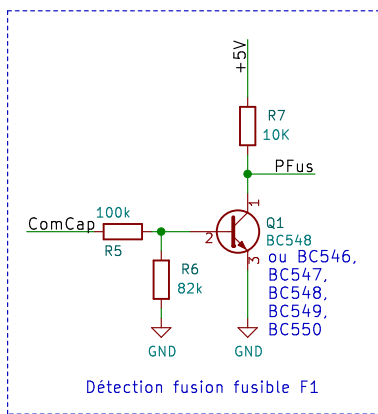 +5V
R7
10K
PFus
1
100k
ComCap
R5
2
Q1
BC548
3
ou BC546,
BC547,
BC548,
BC549,
BC550
R6
82k
GND
GND
Détection fusion fusible F1